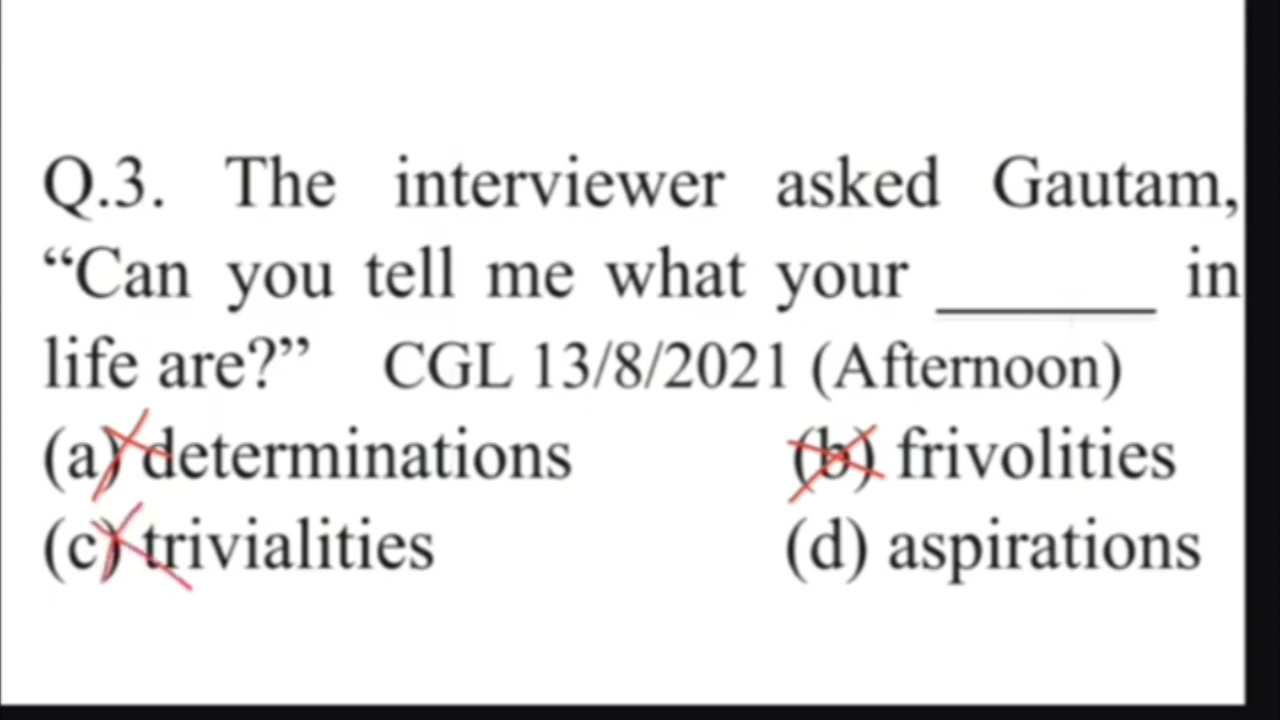 Q.3. The interviewer asked Gautam,
“Can you tell me what your ________ in
life are?” CGL 13/8/2021 (Afternoon)
(a) determinations (b) frivolities
(c) trivialities (d) aspirations